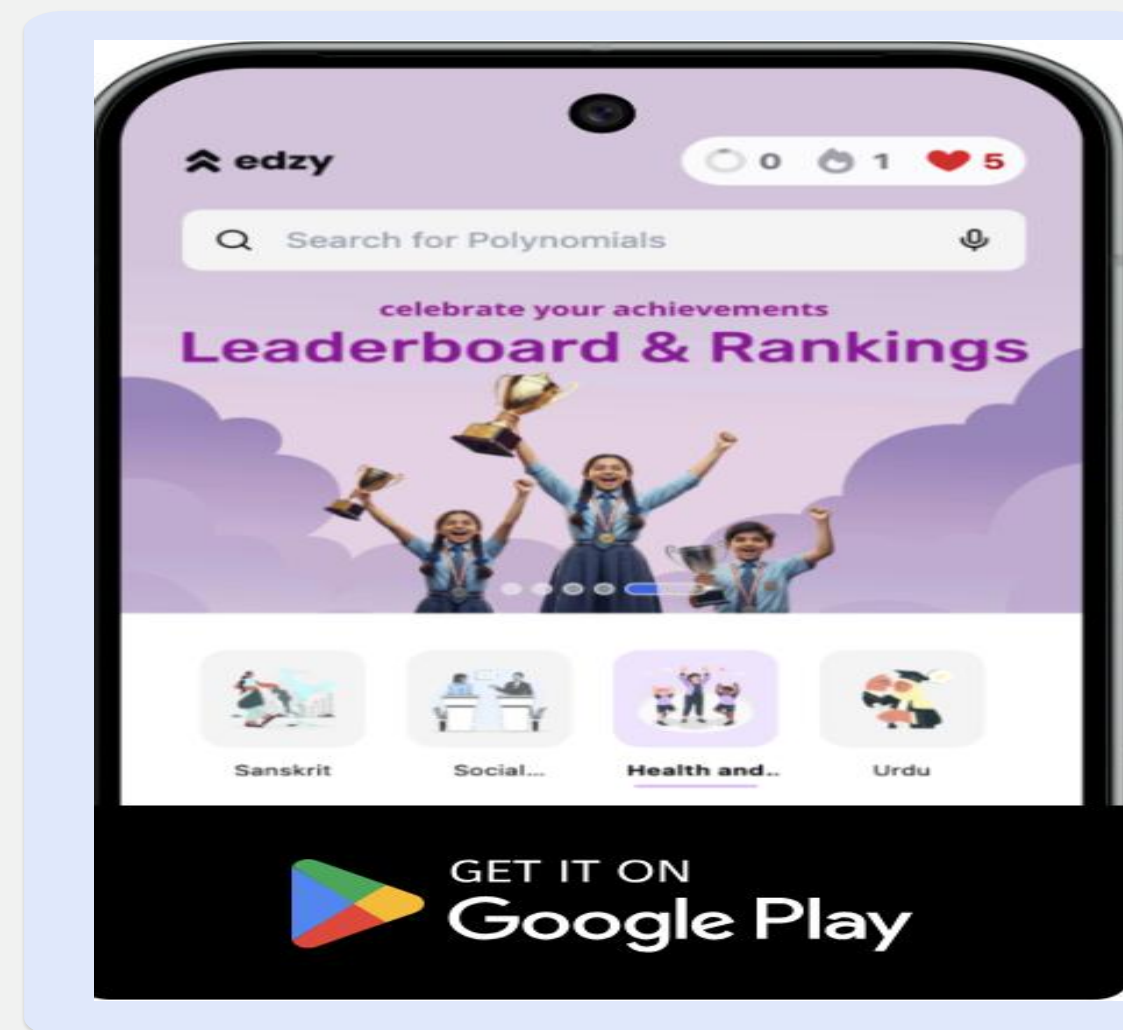 edzy
0 1 5
Search for Polynomials
celebrate your achievements
Leaderboard & Rankings
Sanskrit Social... Health and.. Urdu
GET IT ON
Google Play